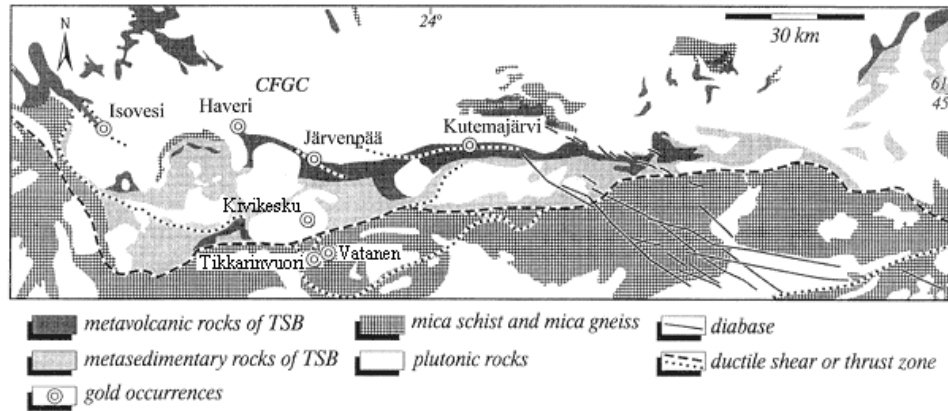 24°
N
30 km
CFGC
61
45
Isovesi
Haveri
Järvenpää
Kutemajärvi
Kivikesku
Vatanen
Tikkarinvuori
metavolcanic rocks of TSB
mica schist and mica gneiss
diabase
metasedimentary rocks of TSB
plutonic rocks
ductile shear or thrust zone
gold occurrences